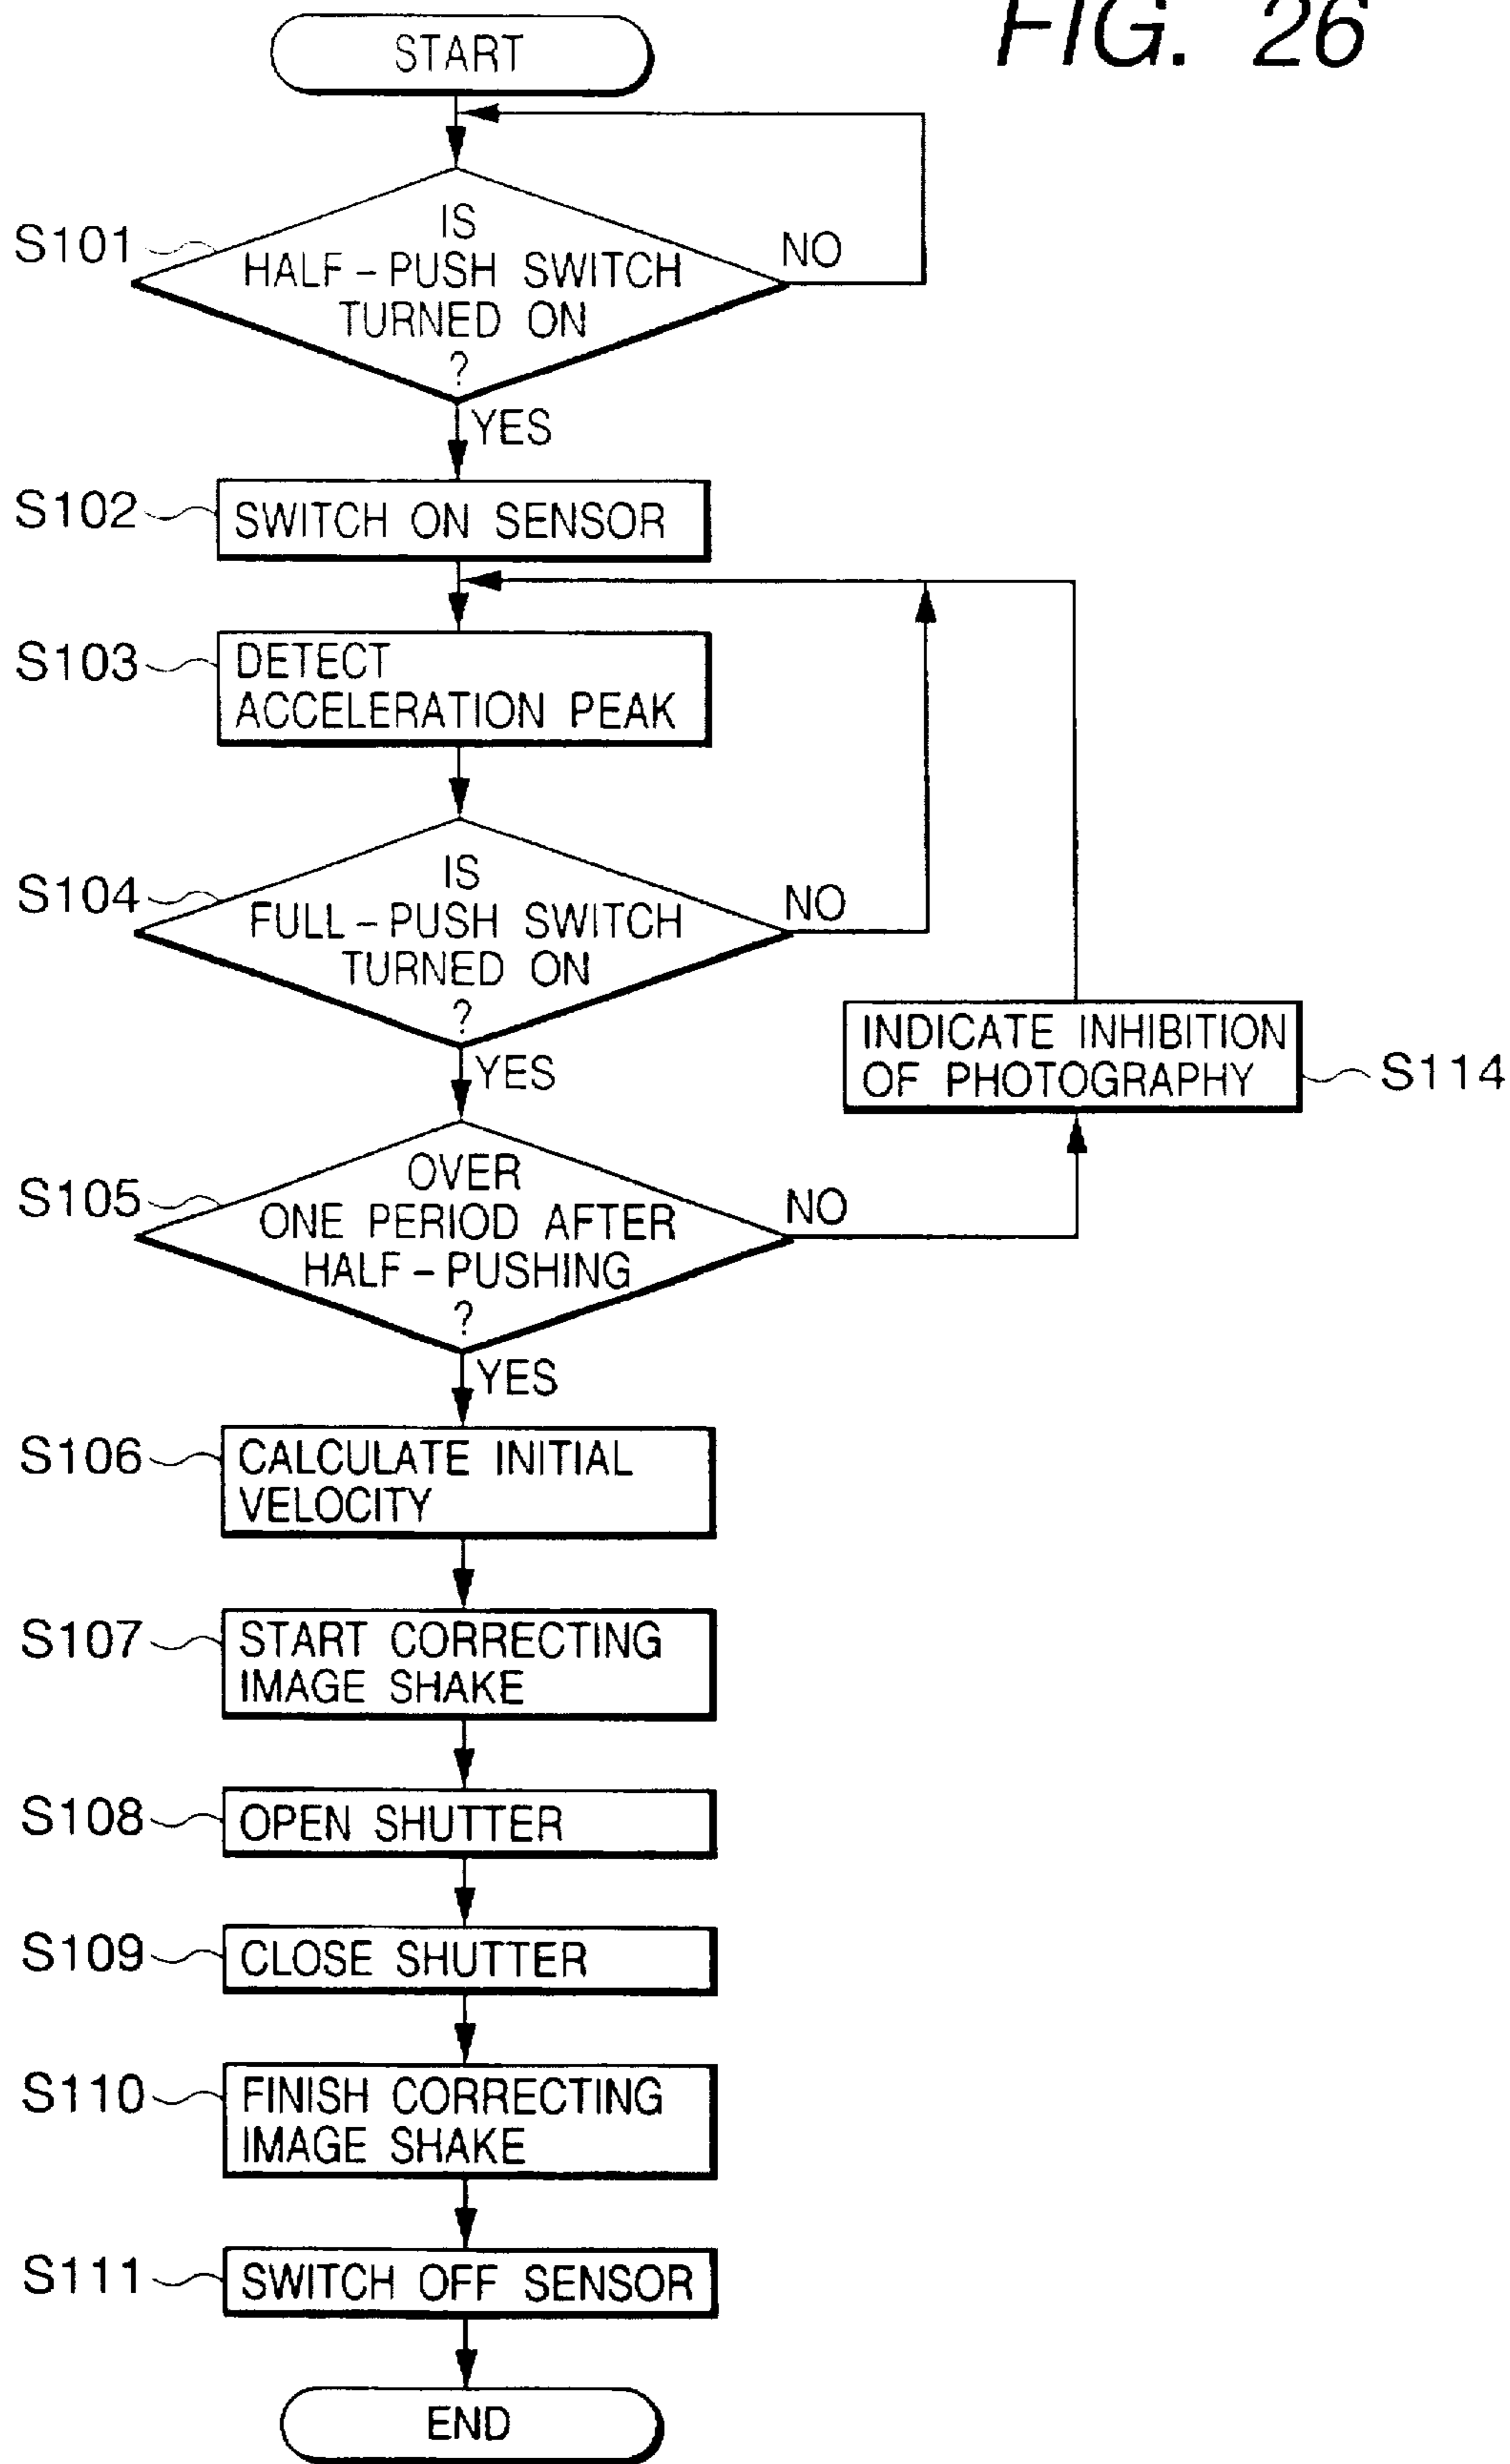 FIG. 26
START
S101
IS
HALF-PUSH SWITCH
TURNED ON
?
NO
YES
S102
SWITCH ON SENSOR
S103
DETECT
ACCELERATION PEAK
S104
IS
FULL-PUSH SWITCH
TURNED ON
?
NO
YES
INDICATE INHIBITION
OF PHOTOGRAPHY
S114
S105
OVER
ONE PERIOD AFTER
HALF-PUSHING
?
NO
YES
S106
CALCULATE INITIAL
VELOCITY
S107
START CORRECTING
IMAGE SHAKE
S108
OPEN SHUTTER
S109
CLOSE SHUTTER
S110
FINISH CORRECTING
IMAGE SHAKE
S111
SWITCH OFF SENSOR
END